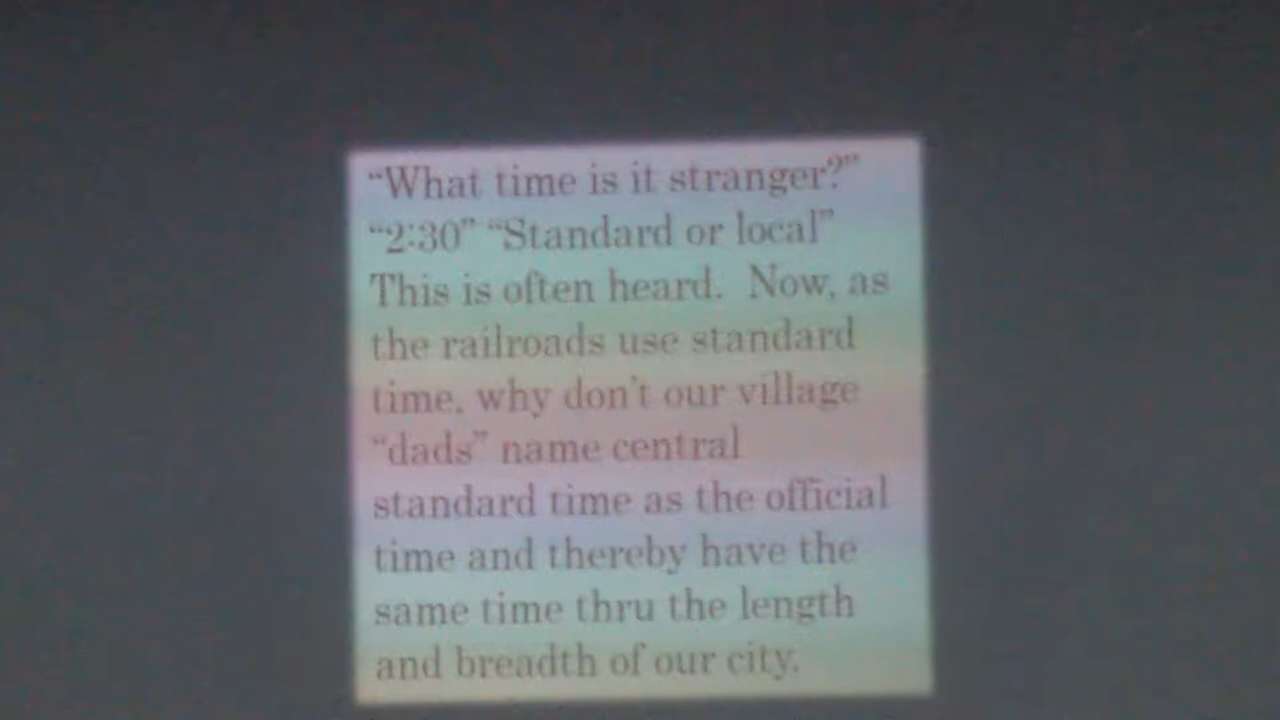 “What time is it stranger?”
“2:30” “Standard or local”
This is often heard.  Now, as
the railroads use standard
time, why don’t our village
“dads” name central
standard time as the official
time and thereby have the
same time thru the length
and breadth of our city.